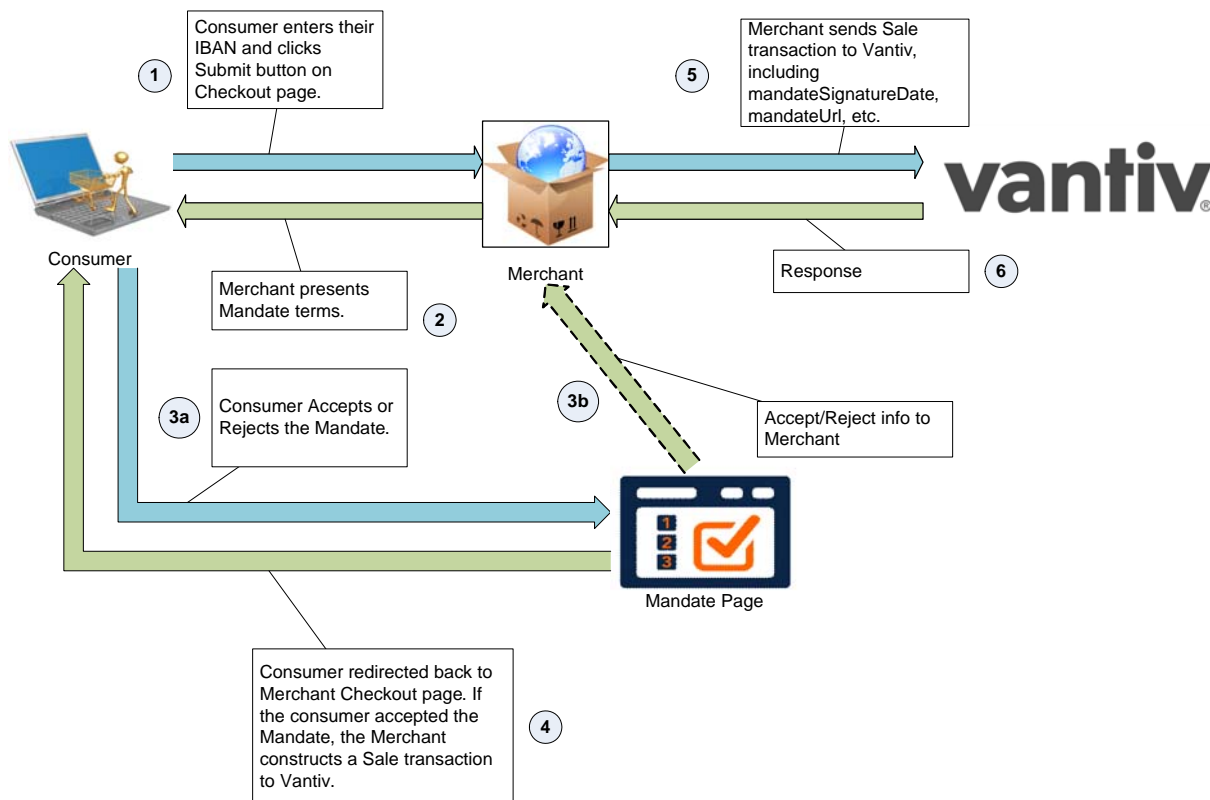 1
Consumer enters their
IBAN and clicks
Submit button on
Checkout page.
5
Merchant sends Sale
transaction to Vantiv,
including
mandateSignatureDate,
mandateUrl, etc.
vantiv®
Consumer
Merchant
Merchant presents
Mandate terms.
2
Response
6
3a
Consumer Accepts or
Rejects the Mandate.
3b
Accept/Reject info to
Merchant
1
2
3
Mandate Page
Consumer redirected back to
Merchant Checkout page. If
the consumer accepted the
Mandate, the Merchant
constructs a Sale transaction
to Vantiv.
4